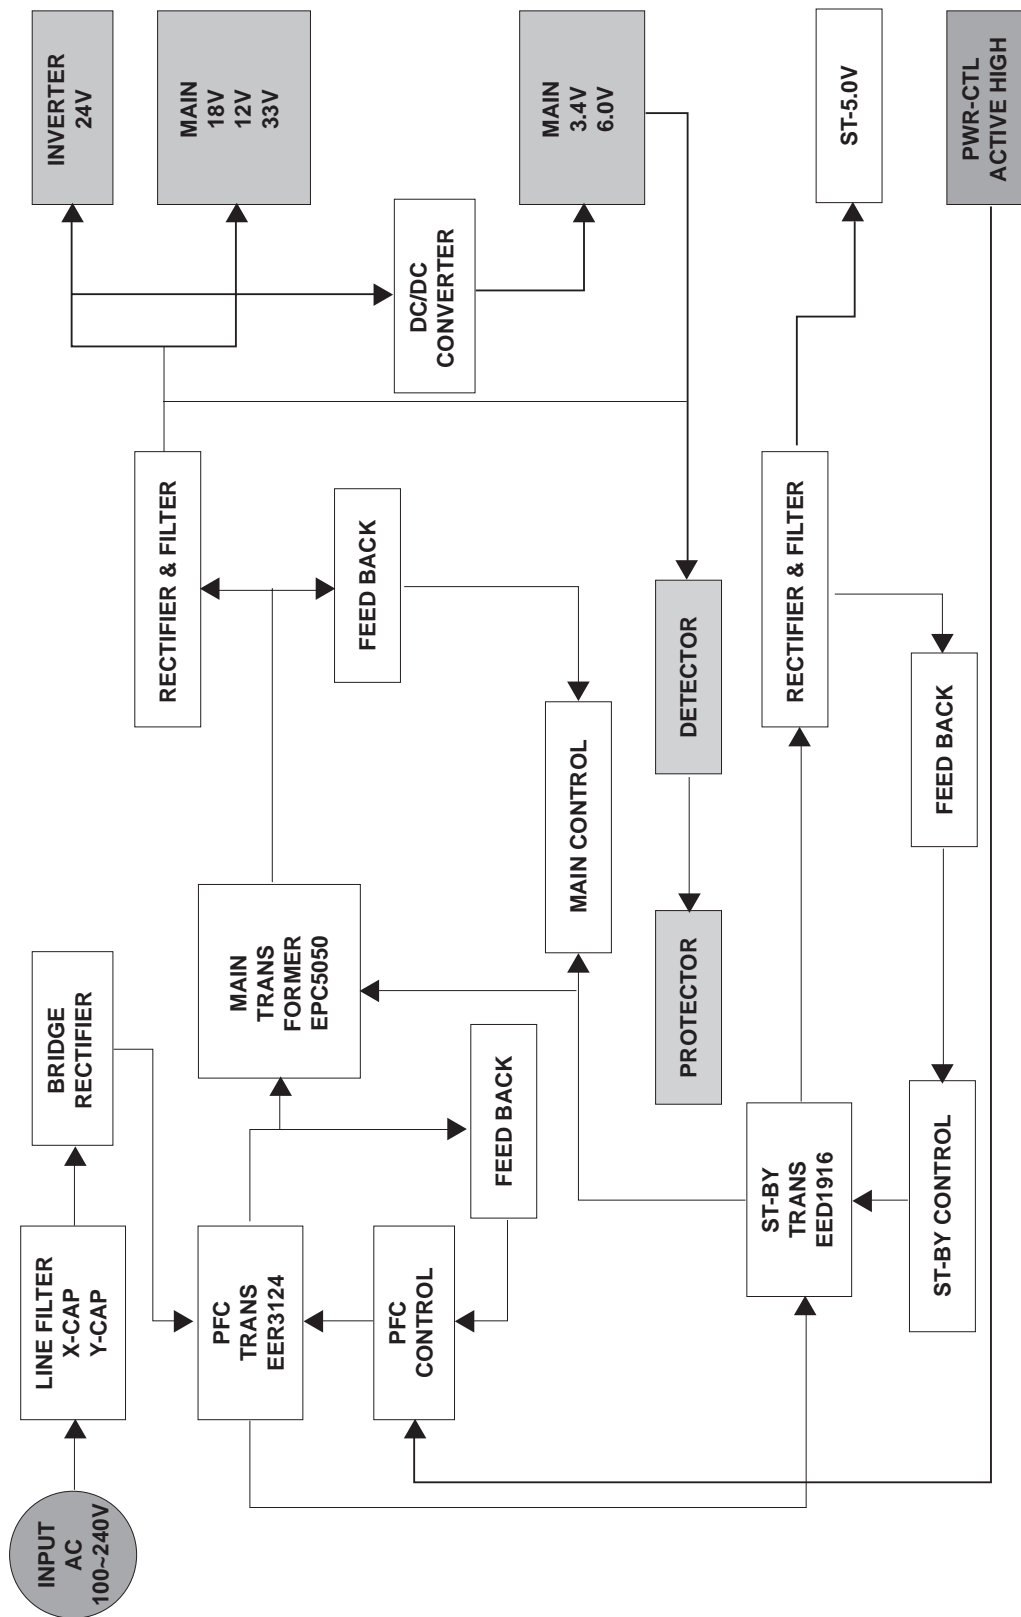 INPUT
AC
100~240V
LINE FILTER
X-CAP
Y-CAP
BRIDGE
RECTIFIER
INVERTER
24V
PFC
TRANS
EER3124
MAIN
TRANS
FORMER
EPC5050
RECTIFIER & FILTER
MAIN
18V
12V
33V
PFC
CONTROL
FEED BACK
FEED BACK
DC/DC
CONVERTER
MAIN CONTROL
MAIN
3.4V
6.0V
PROTECTOR
DETECTOR
ST-BY
TRANS
EED1916
RECTIFIER & FILTER
ST-5.0V
ST-BY CONTROL
FEED BACK
PWR-CTL
ACTIVE HIGH